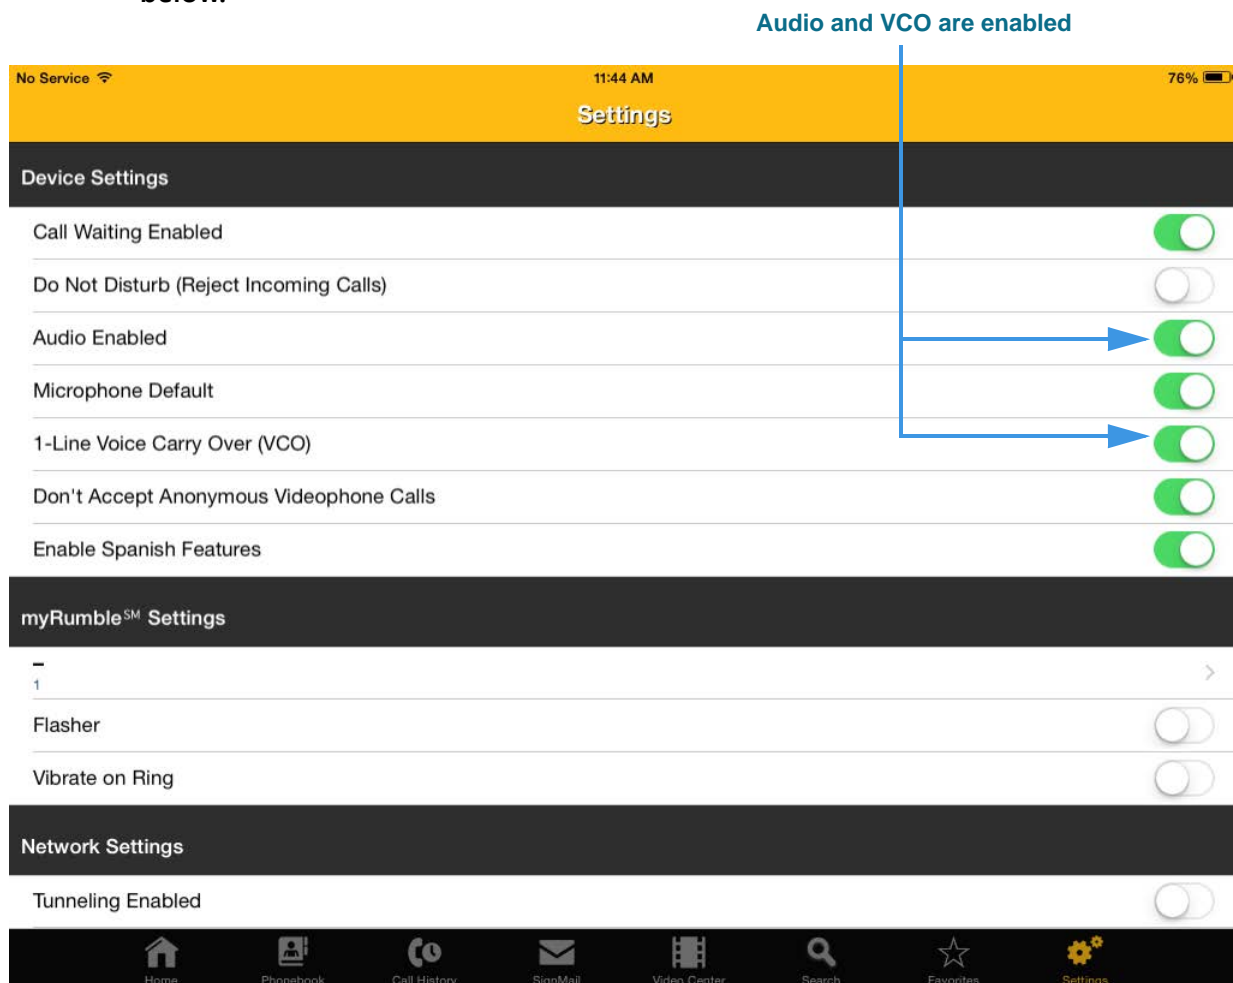 below.
Audio and VCO are enabled
No Service 11:44 AM 76%
Settings
Device Settings
Call Waiting Enabled
Do Not Disturb (Reject Incoming Calls)
Audio Enabled
Microphone Default
1-Line Voice Carry Over (VCO)
Don't Accept Anonymous Videophone Calls
Enable Spanish Features
myRumble℠ Settings
–
1
Flasher
Vibrate on Ring
Network Settings
Tunneling Enabled
Home Phonebook Call History SignMail Video Center Search Favorites Settings